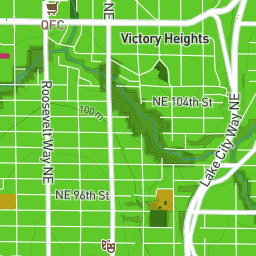 NE
QFC
Victory Heights
NE 104th St
100 m
Roosevelt Way NE
Lake City Way NE
NE 96th St